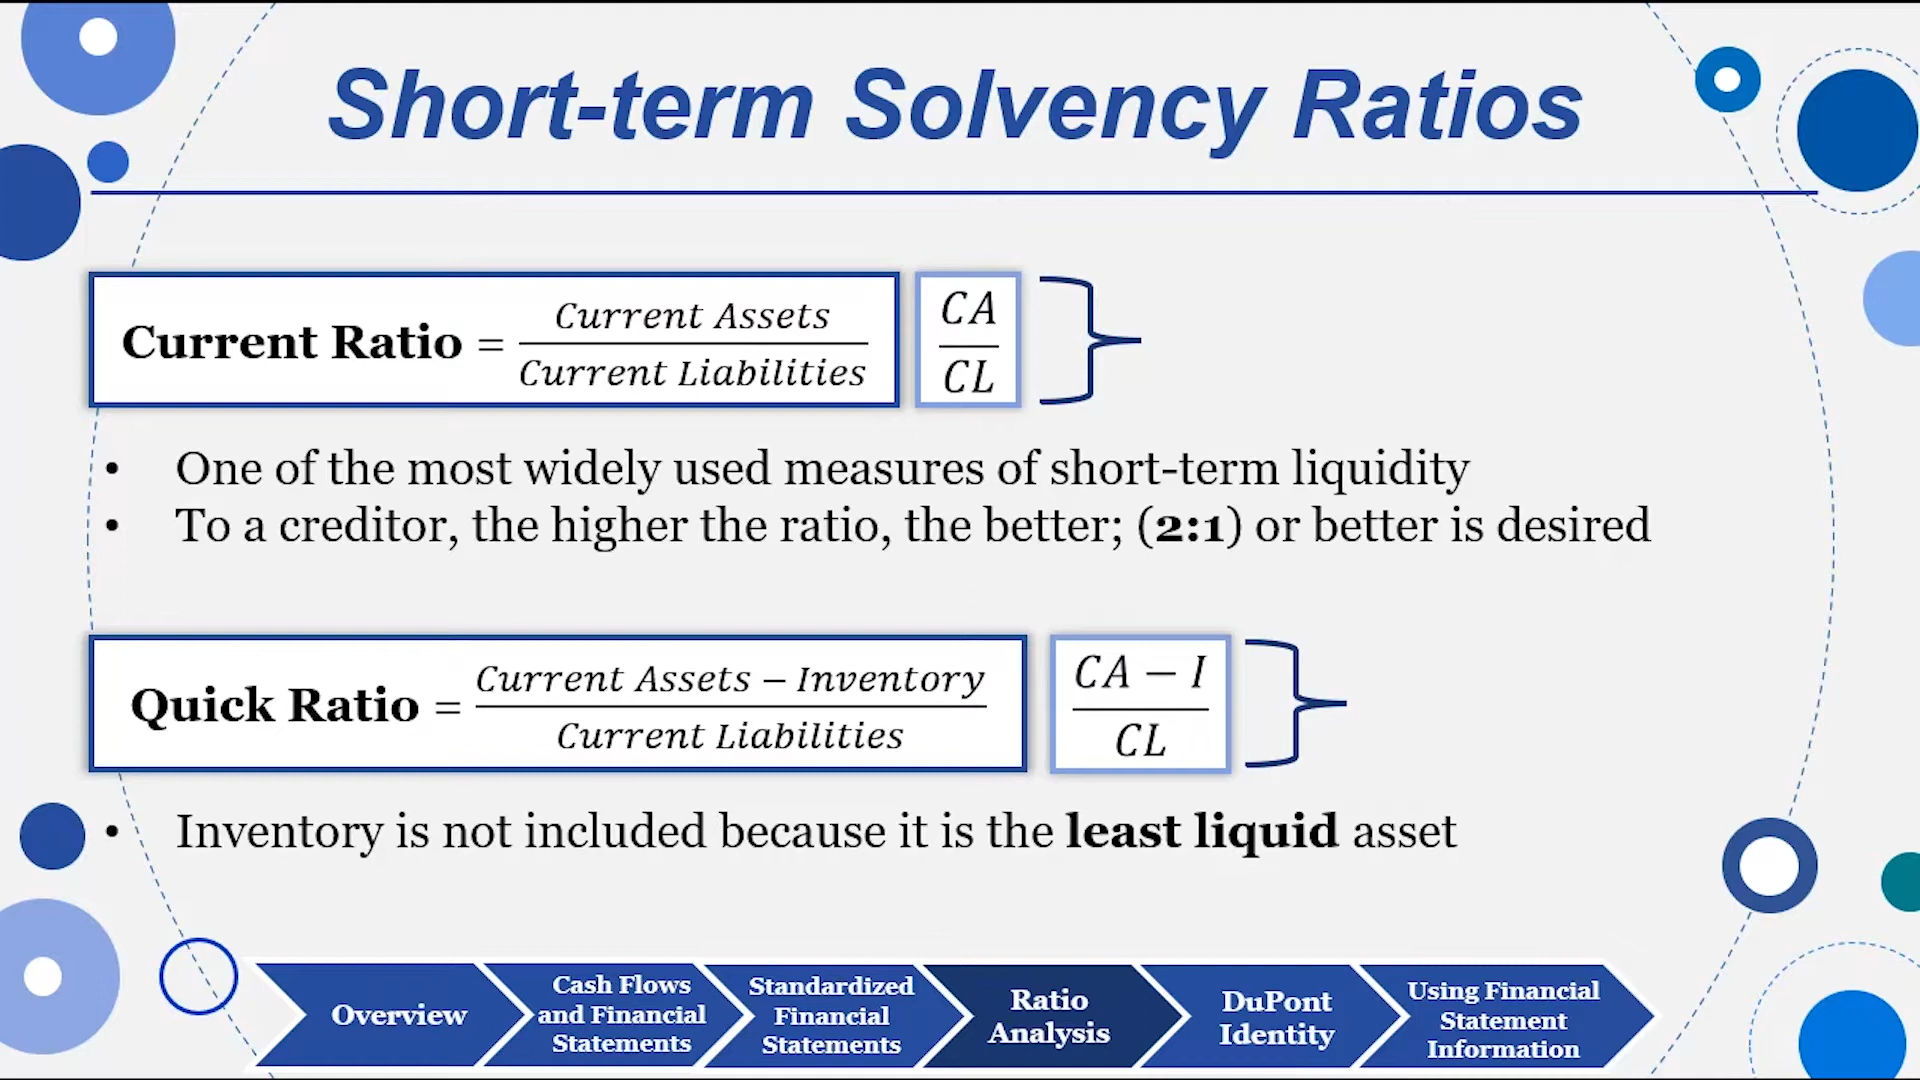 Short-term Solvency Ratios
Current Ratio = Current Assets / Current Liabilities
CA / CL
• One of the most widely used measures of short-term liquidity
• To a creditor, the higher the ratio, the better; (2:1) or better is desired
Quick Ratio = Current Assets − Inventory / Current Liabilities
CA − I / CL
• Inventory is not included because it is the least liquid asset
Overview
Cash Flows
and Financial
Statements
Standardized
Financial
Statements
Ratio
Analysis
DuPont
Identity
Using Financial
Statement
Information